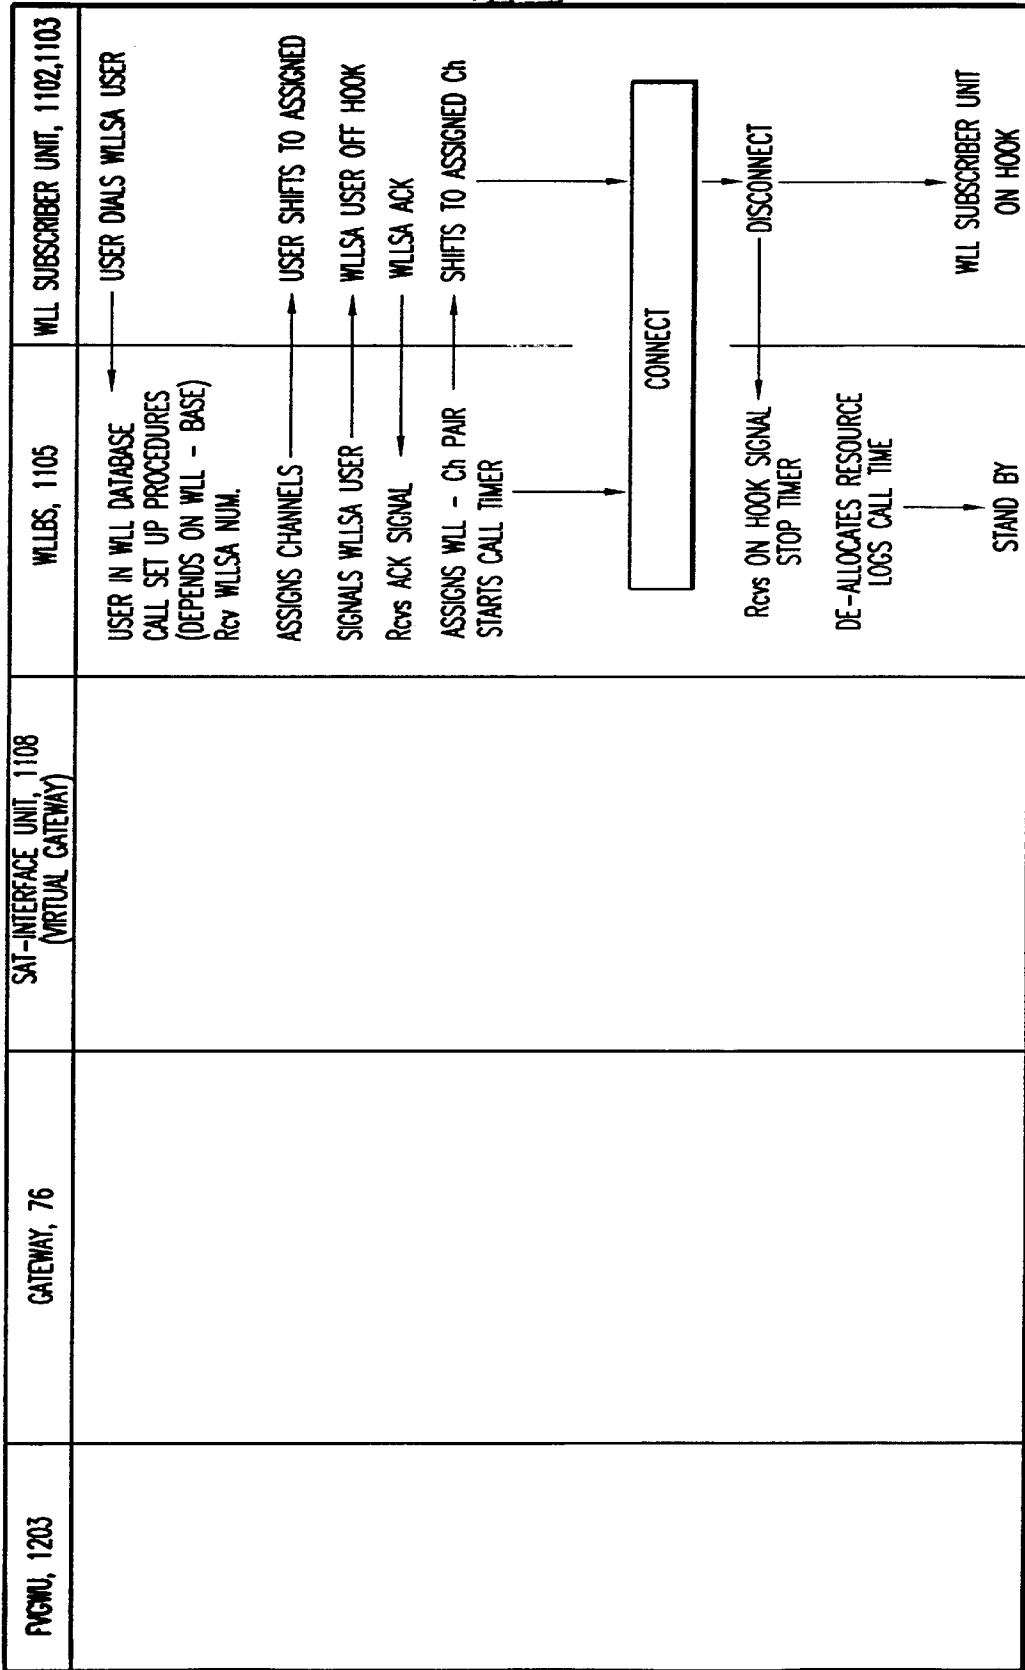 FVGWU, 1203
GATEWAY, 76
SAT-INTERFACE UNIT, 1108
(VIRTUAL GATEWAY)
WLLBS, 1105
WLL SUBSCRIBER UNIT, 1102,1103
USER IN WLL DATABASE
CALL SET UP PROCEDURES
(DEPENDS ON WLL - BASE)
Rcv WLLSA NUM.
USER DIALS WLLSA USER
ASSIGNS CHANNELS
USER SHIFTS TO ASSIGNED
SIGNALS WLLSA USER
WLLSA USER OFF HOOK
Rcvs ACK SIGNAL
WLLSA ACK
ASSIGNS WLL - Ch PAIR
STARTS CALL TIMER
SHIFTS TO ASSIGNED Ch
CONNECT
Rcvs ON HOOK SIGNAL
STOP TIMER
DISCONNECT
DE-ALLOCATES RESOURCE
LOGS CALL TIME
STAND BY
WLL SUBSCRIBER UNIT
ON HOOK